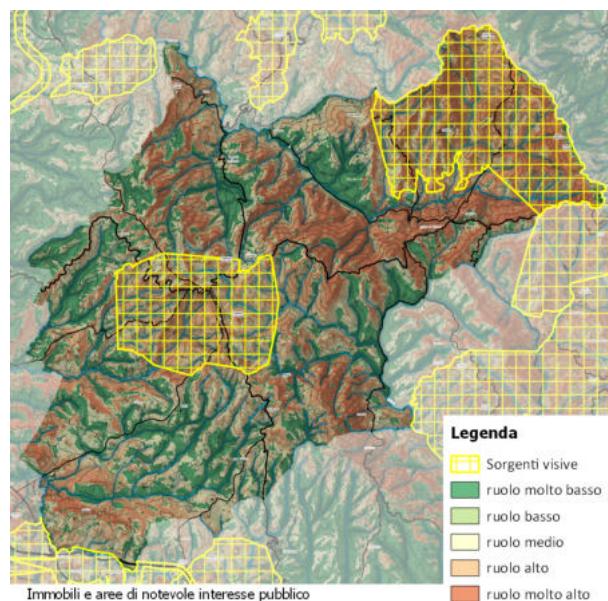 Legenda
Sorgenti visive
ruolo molto basso
ruolo basso
ruolo medio
ruolo alto
ruolo molto alto
Immobili e aree di notevole interesse pubblico